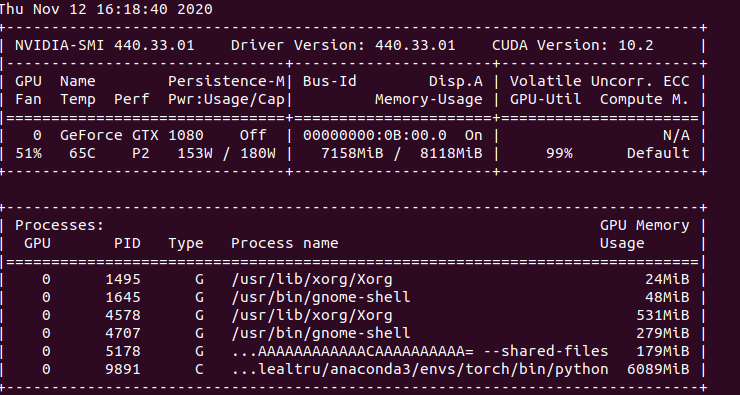 Thu Nov 12 16:18:40 2020
+-----------------------------------------------------------------------------+
| NVIDIA-SMI 440.33.01    Driver Version: 440.33.01    CUDA Version: 10.2     |
|-------------------------------+----------------------+----------------------+
| GPU  Name        Persistence-M| Bus-Id        Disp.A | Volatile Uncorr. ECC |
| Fan  Temp  Perf  Pwr:Usage/Cap|         Memory-Usage | GPU-Util  Compute M. |
|===============================+======================+======================|
|   0  GeForce GTX 1080    Off  | 00000000:0B:00.0  On |                  N/A |
| 51%   65C    P2   153W / 180W |   7158MiB /  8118MiB |     99%      Default |
+-------------------------------+----------------------+----------------------+

+-----------------------------------------------------------------------------+
| Processes:                                                       GPU Memory |
|  GPU       PID   Type   Process name                             Usage      |
|=============================================================================|
|    0      1495      G   /usr/lib/xorg/Xorg                            24MiB |
|    0      1645      G   /usr/bin/gnome-shell                          48MiB |
|    0      4578      G   /usr/lib/xorg/Xorg                           531MiB |
|    0      4707      G   /usr/bin/gnome-shell                         279MiB |
|    0      5178      G   ...AAAAAAAAAAAACAAAAAAAAAA= --shared-files   179MiB |
|    0      9891      C   ...lealtru/anaconda3/envs/torch/bin/python  6089MiB |
+-----------------------------------------------------------------------------+